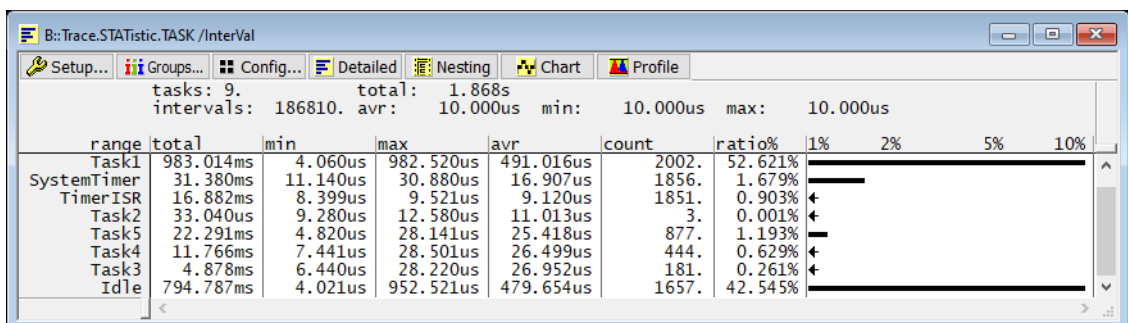 B::Trace.STATistic.TASK /InterVal
Setup... Groups... Config... Detailed Nesting Chart Profile
tasks: 9. total: 1.868s
intervals: 186810. avr: 10.000us min: 10.000us max: 10.000us
range total min max avr count ratio% 1% 2% 5% 10%
Task1 983.014ms 4.060us 982.520us 491.016us 2002. 52.621%
SystemTimer 31.380ms 11.140us 30.880us 16.907us 1856. 1.679%
TimerISR 16.882ms 8.399us 9.521us 9.120us 1851. 0.903%
Task2 33.040us 9.280us 12.580us 11.013us 3. 0.001%
Task5 22.291ms 4.820us 28.141us 25.418us 877. 1.193%
Task4 11.766ms 7.441us 28.501us 26.499us 444. 0.629%
Task3 4.878ms 6.440us 28.220us 26.952us 181. 0.261%
Idle 794.787ms 4.021us 952.521us 479.654us 1657. 42.545%